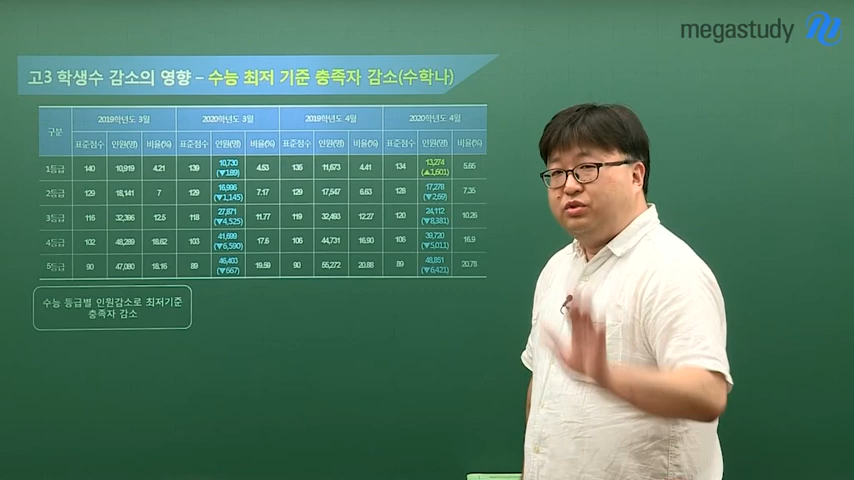 megastudy
고3 학생수 감소의 영향 – 수능 최저 기준 충족자 감소(수학나)
구분 2019학년도 3월 2020학년도 3월 2019학년도 4월 2020학년도 4월
표준점수 인원(명) 비율(%) 표준점수 인원(명) 비율(%) 표준점수 인원(명) 비율(%) 표준점수 인원(명) 비율(%)
1등급 140 10,919 4.21 139 10,730 4.53 135 11,673 4.41 134 13,274 5.65
(▼189) (▲1,601)
2등급 129 18,141 7 129 16,996 7.17 129 17,547 6.63 128 17,278 7.35
(▼1,145) (▼269)
3등급 116 32,396 12.5 118 27,871 11.77 119 32,493 12.27 120 24,112 10.26
(▼4,525) (▼8,381)
4등급 102 48,289 18.62 103 41,699 17.6 106 44,731 16.90 106 39,720 16.9
(▼6,590) (▼5,011)
5등급 90 47,080 18.16 89 46,403 19.59 90 55,272 20.88 89 48,851 20.78
(▼667) (▼6,421)
수능 등급별 인원감소로 최저기준
충족자 감소